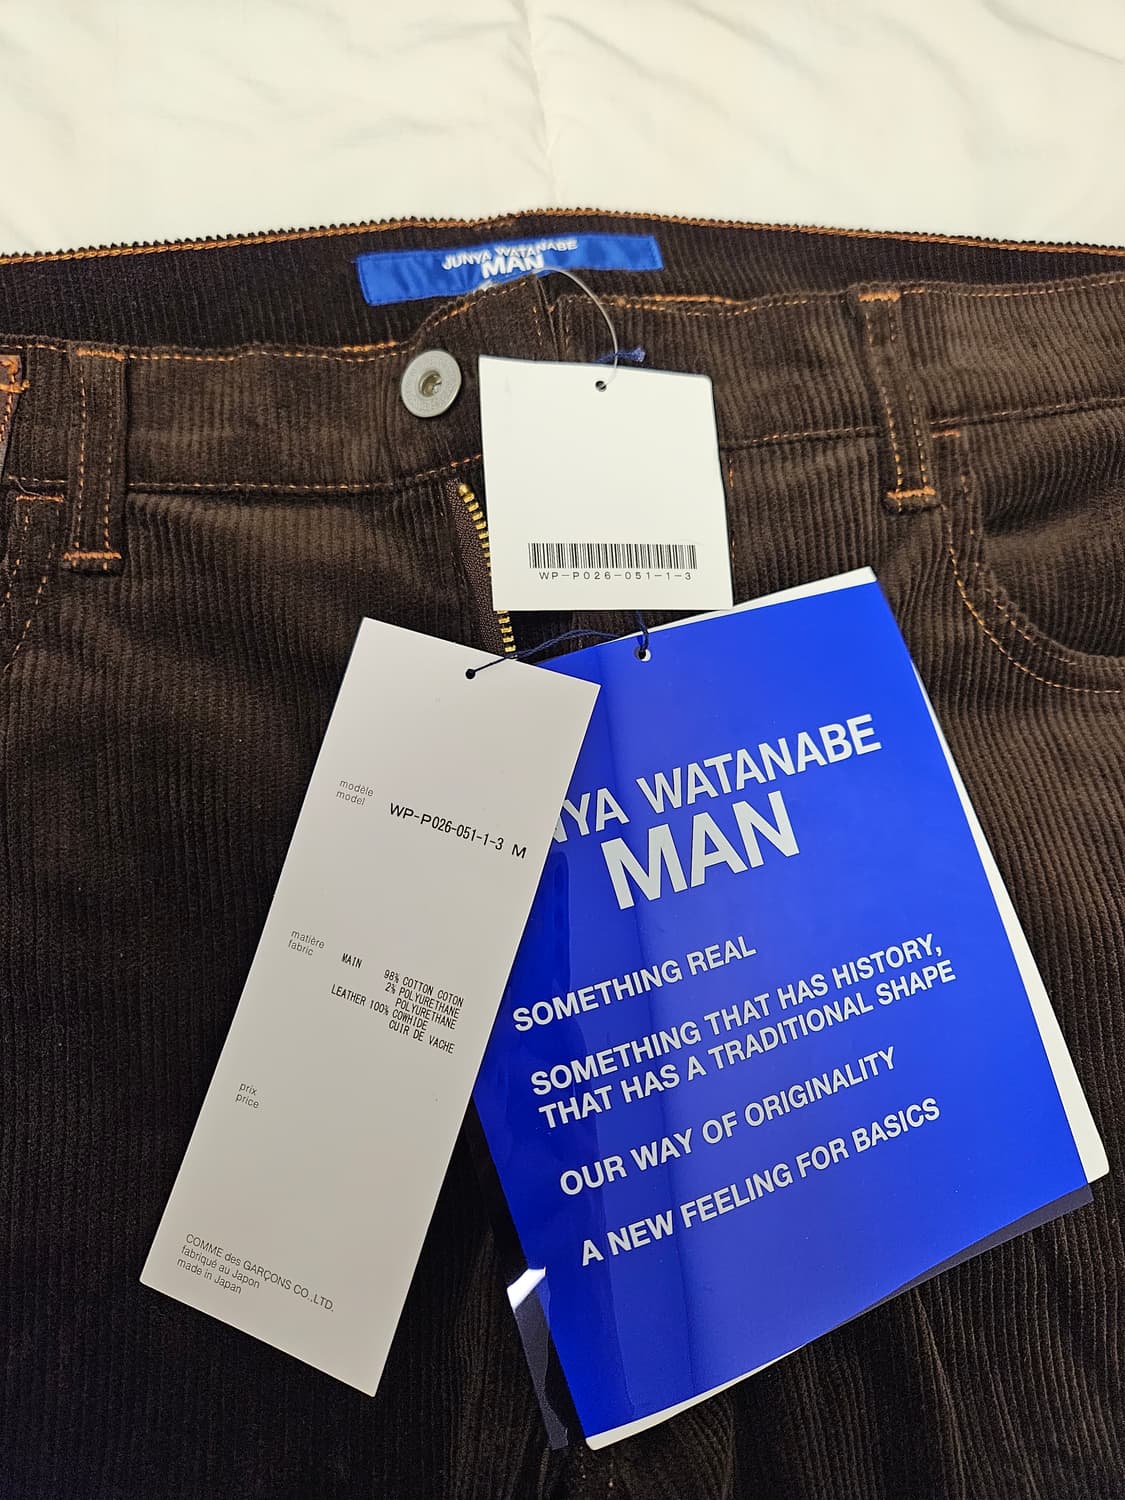 JUNYA WATANABE
MAN
WP-P026-051-1-3
modèle
model
WP-P026-051-1-3 M
matière
fabric
MAIN 98% COTTON COTON
2% POLYURETHANE
POLYURETHANE
LEATHER 100% COWHIDE
CUIR DE VACHE
prix
price
COMME des GARÇONS CO.,LTD.
fabriqué au Japon
made in Japan
NYA WATANABE
MAN
SOMETHING REAL
SOMETHING THAT HAS HISTORY,
THAT HAS A TRADITIONAL SHAPE
OUR WAY OF ORIGINALITY
A NEW FEELING FOR BASICS